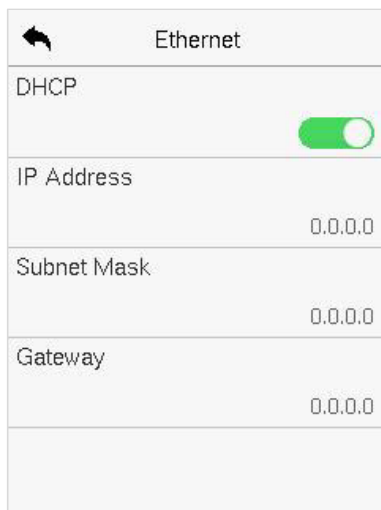 Ethernet
DHCP
IP Address
0.0.0.0
Subnet Mask
0.0.0.0
Gateway
0.0.0.0